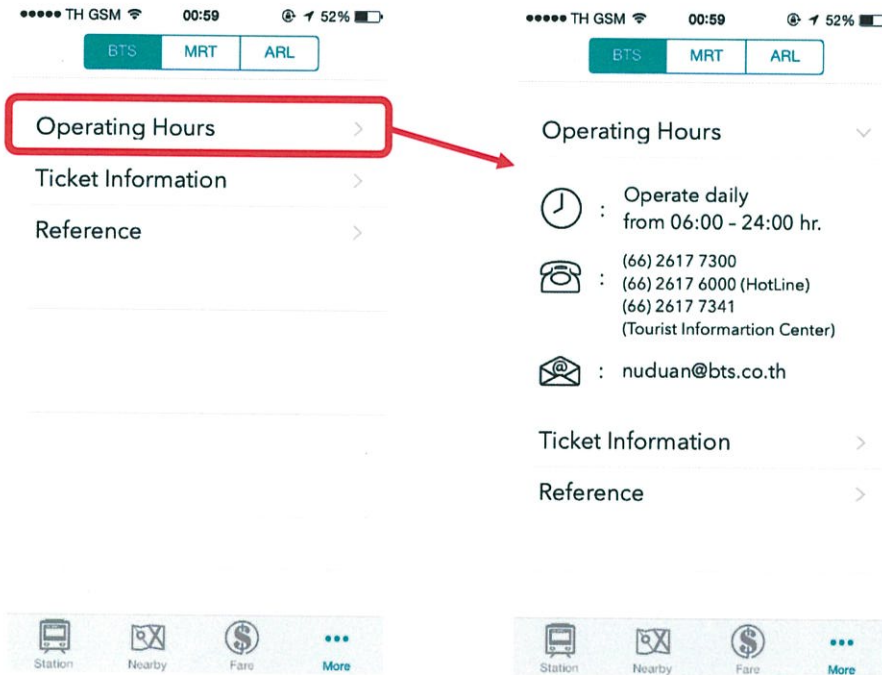 TH GSM 00:59 52%
BTS MRT ARL
Operating Hours
Ticket Information
Reference
Station Nearby Fare More
TH GSM 00:59 52%
BTS MRT ARL
Operating Hours
: Operate daily
from 06:00 - 24:00 hr.
: (66) 2617 7300
(66) 2617 6000 (HotLine)
(66) 2617 7341
(Tourist Informartion Center)
: nuduan@bts.co.th
Ticket Information
Reference
Station Nearby Fare More